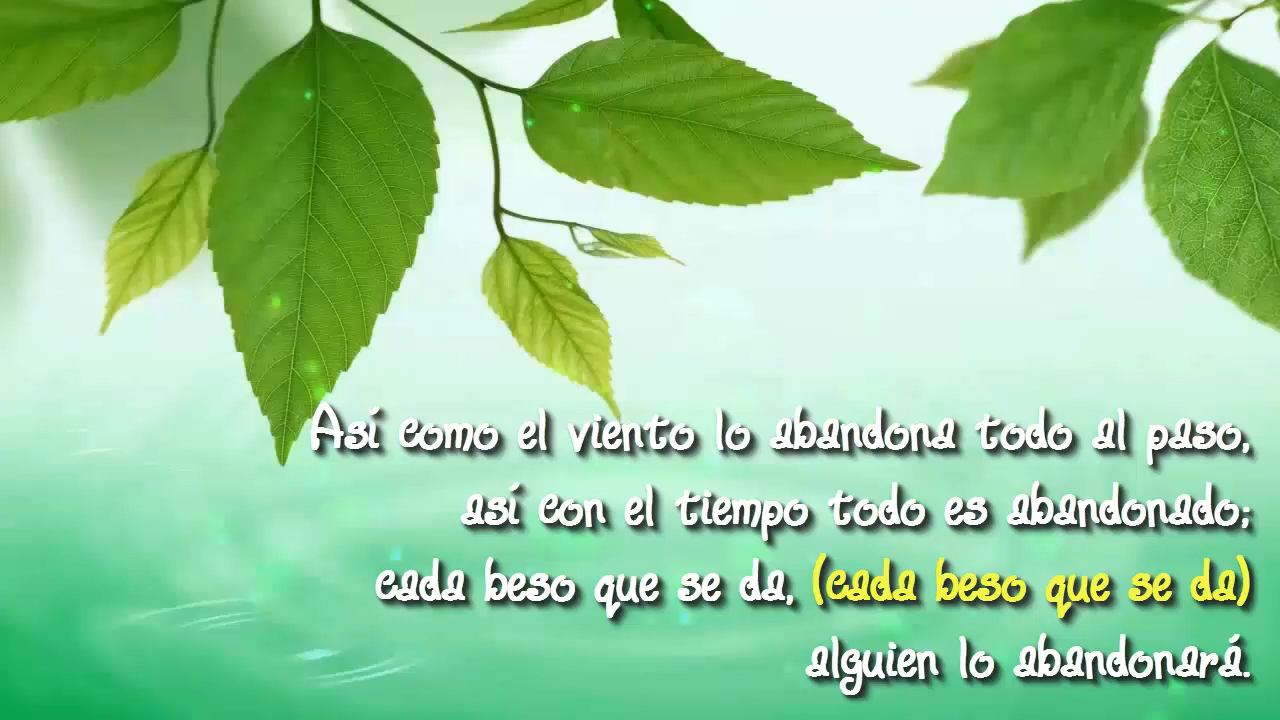 Así como el viento lo abandona todo al paso,
así con el tiempo todo es abandonado;
cada beso que se da, (cada beso que se da)
alguien lo abandonará.